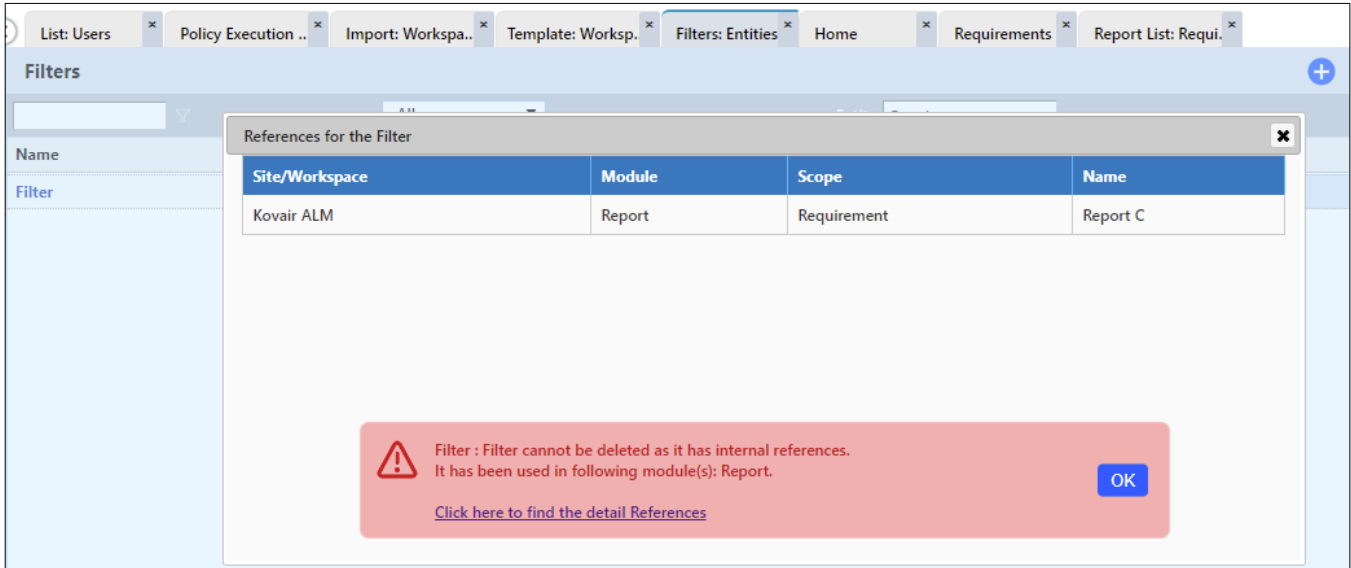 List: Users × Policy Execution .. × Import: Workspa.. × Template: Worksp.. × Filters: Entities × Home × Requirements × Report List: Requi. ×
Filters
References for the Filter
Name
Site/Workspace Module Scope Name
Filter
Kovair ALM Report Requirement Report C
Filter : Filter cannot be deleted as it has internal references.
It has been used in following module(s): Report.
OK
Click here to find the detail References